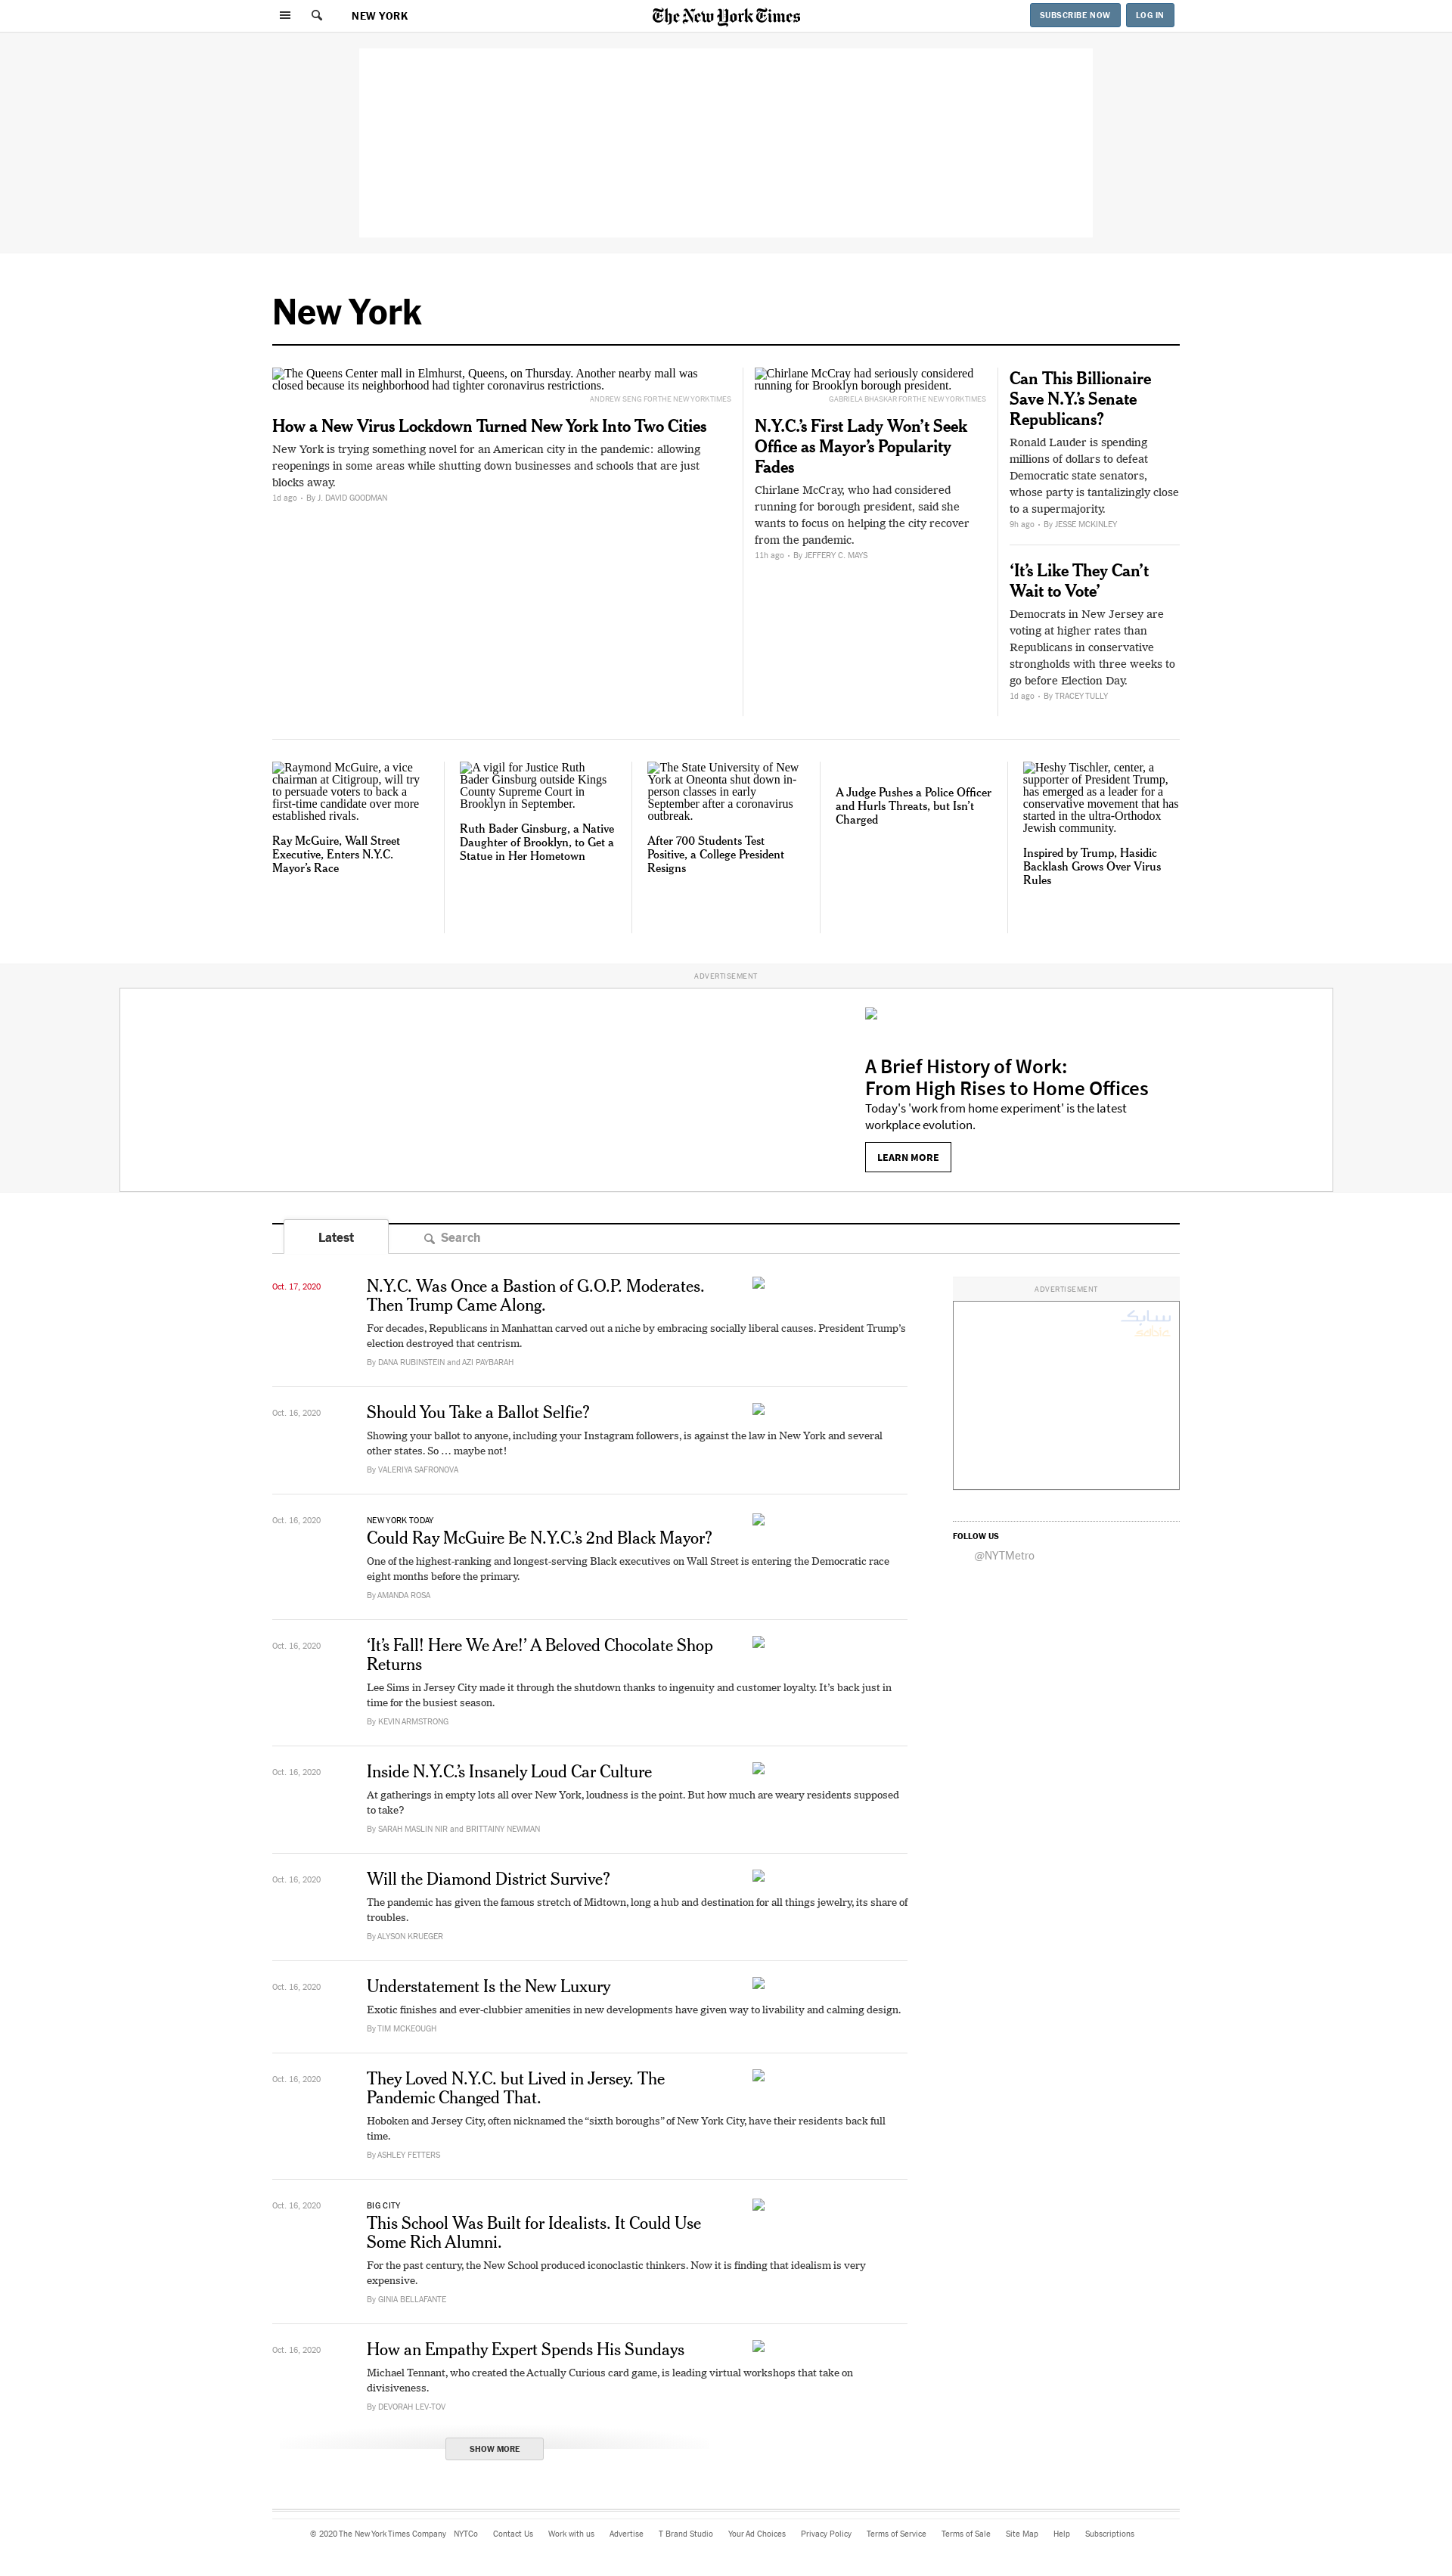 NEW YORK
The New York Times
SUBSCRIBE NOW
LOG IN
New York
The Queens Center mall in Elmhurst, Queens, on Thursday. Another nearby mall was
closed because its neighborhood had tighter coronavirus restrictions.
ANDREW SENG FOR THE NEW YORK TIMES
How a New Virus Lockdown Turned New York Into Two Cities
New York is trying something novel for an American city in the pandemic: allowing
reopenings in some areas while shutting down businesses and schools that are just
blocks away.
1d ago • By J. DAVID GOODMAN
Chirlane McCray had seriously considered
running for Brooklyn borough president.
GABRIELA BHASKAR FOR THE NEW YORK TIMES
N.Y.C.’s First Lady Won’t Seek
Office as Mayor’s Popularity
Fades
Chirlane McCray, who had considered
running for borough president, said she
wants to focus on helping the city recover
from the pandemic.
11h ago • By JEFFERY C. MAYS
Can This Billionaire
Save N.Y.’s Senate
Republicans?
Ronald Lauder is spending
millions of dollars to defeat
Democratic state senators,
whose party is tantalizingly close
to a supermajority.
9h ago • By JESSE MCKINLEY
‘It’s Like They Can’t
Wait to Vote’
Democrats in New Jersey are
voting at higher rates than
Republicans in conservative
strongholds with three weeks to
go before Election Day.
1d ago • By TRACEY TULLY
Raymond McGuire, a vice
chairman at Citigroup, will try
to persuade voters to back a
first-time candidate over more
established rivals.
Ray McGuire, Wall Street
Executive, Enters N.Y.C.
Mayor’s Race
A vigil for Justice Ruth
Bader Ginsburg outside Kings
County Supreme Court in
Brooklyn in September.
Ruth Bader Ginsburg, a Native
Daughter of Brooklyn, to Get a
Statue in Her Hometown
The State University of New
York at Oneonta shut down in-
person classes in early
September after a coronavirus
outbreak.
After 700 Students Test
Positive, a College President
Resigns
A Judge Pushes a Police Officer
and Hurls Threats, but Isn’t
Charged
Heshy Tischler, center, a
supporter of President Trump,
has emerged as a leader for a
conservative movement that has
started in the ultra-Orthodox
Jewish community.
Inspired by Trump, Hasidic
Backlash Grows Over Virus
Rules
ADVERTISEMENT
A Brief History of Work:
From High Rises to Home Offices
Today's 'work from home experiment' is the latest
workplace evolution.
LEARN MORE
Latest
Search
Oct. 17, 2020
N.Y.C. Was Once a Bastion of G.O.P. Moderates.
Then Trump Came Along.
For decades, Republicans in Manhattan carved out a niche by embracing socially liberal causes. President Trump’s
election destroyed that centrism.
By DANA RUBINSTEIN and AZI PAYBARAH
ADVERTISEMENT
سابك
sabic
Oct. 16, 2020
Should You Take a Ballot Selfie?
Showing your ballot to anyone, including your Instagram followers, is against the law in New York and several
other states. So … maybe not!
By VALERIYA SAFRONOVA
Oct. 16, 2020
NEW YORK TODAY
Could Ray McGuire Be N.Y.C.’s 2nd Black Mayor?
One of the highest-ranking and longest-serving Black executives on Wall Street is entering the Democratic race
eight months before the primary.
By AMANDA ROSA
FOLLOW US
@NYTMetro
Oct. 16, 2020
‘It’s Fall! Here We Are!’ A Beloved Chocolate Shop
Returns
Lee Sims in Jersey City made it through the shutdown thanks to ingenuity and customer loyalty. It’s back just in
time for the busiest season.
By KEVIN ARMSTRONG
Oct. 16, 2020
Inside N.Y.C.’s Insanely Loud Car Culture
At gatherings in empty lots all over New York, loudness is the point. But how much are weary residents supposed
to take?
By SARAH MASLIN NIR and BRITTAINY NEWMAN
Oct. 16, 2020
Will the Diamond District Survive?
The pandemic has given the famous stretch of Midtown, long a hub and destination for all things jewelry, its share of
troubles.
By ALYSON KRUEGER
Oct. 16, 2020
Understatement Is the New Luxury
Exotic finishes and ever-clubbier amenities in new developments have given way to livability and calming design.
By TIM MCKEOUGH
Oct. 16, 2020
They Loved N.Y.C. but Lived in Jersey. The
Pandemic Changed That.
Hoboken and Jersey City, often nicknamed the “sixth boroughs” of New York City, have their residents back full
time.
By ASHLEY FETTERS
Oct. 16, 2020
BIG CITY
This School Was Built for Idealists. It Could Use
Some Rich Alumni.
For the past century, the New School produced iconoclastic thinkers. Now it is finding that idealism is very
expensive.
By GINIA BELLAFANTE
Oct. 16, 2020
How an Empathy Expert Spends His Sundays
Michael Tennant, who created the Actually Curious card game, is leading virtual workshops that take on
divisiveness.
By DEVORAH LEV-TOV
SHOW MORE
© 2020 The New York Times Company NYTCo Contact Us Work with us Advertise T Brand Studio Your Ad Choices Privacy Policy Terms of Service Terms of Sale Site Map Help Subscriptions